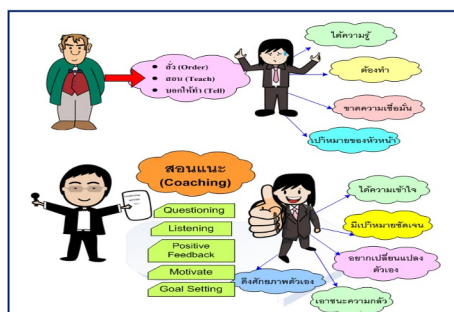 • สั่ง (Order)
• สอน (Teach)
• บอกให้ทำ (Tell)
ได้ความรู้
ต้องทำ
ขาดความเชื่อมั่น
เป้าหมายของหัวหน้า
สอนแนะ
(Coaching)
Questioning
Listening
Positive
Feedback
Motivate
Goal Setting
ได้ความเข้าใจ
มีเป้าหมายชัดเจน
อยากเปลี่ยนแปลง
ตัวเอง
ดึงศักยภาพตัวเอง
เอาชนะความกลัว